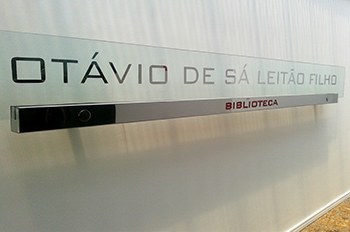 OTÁVIO DE SÁ LEITÃO FILHO
BIBLIOTECA